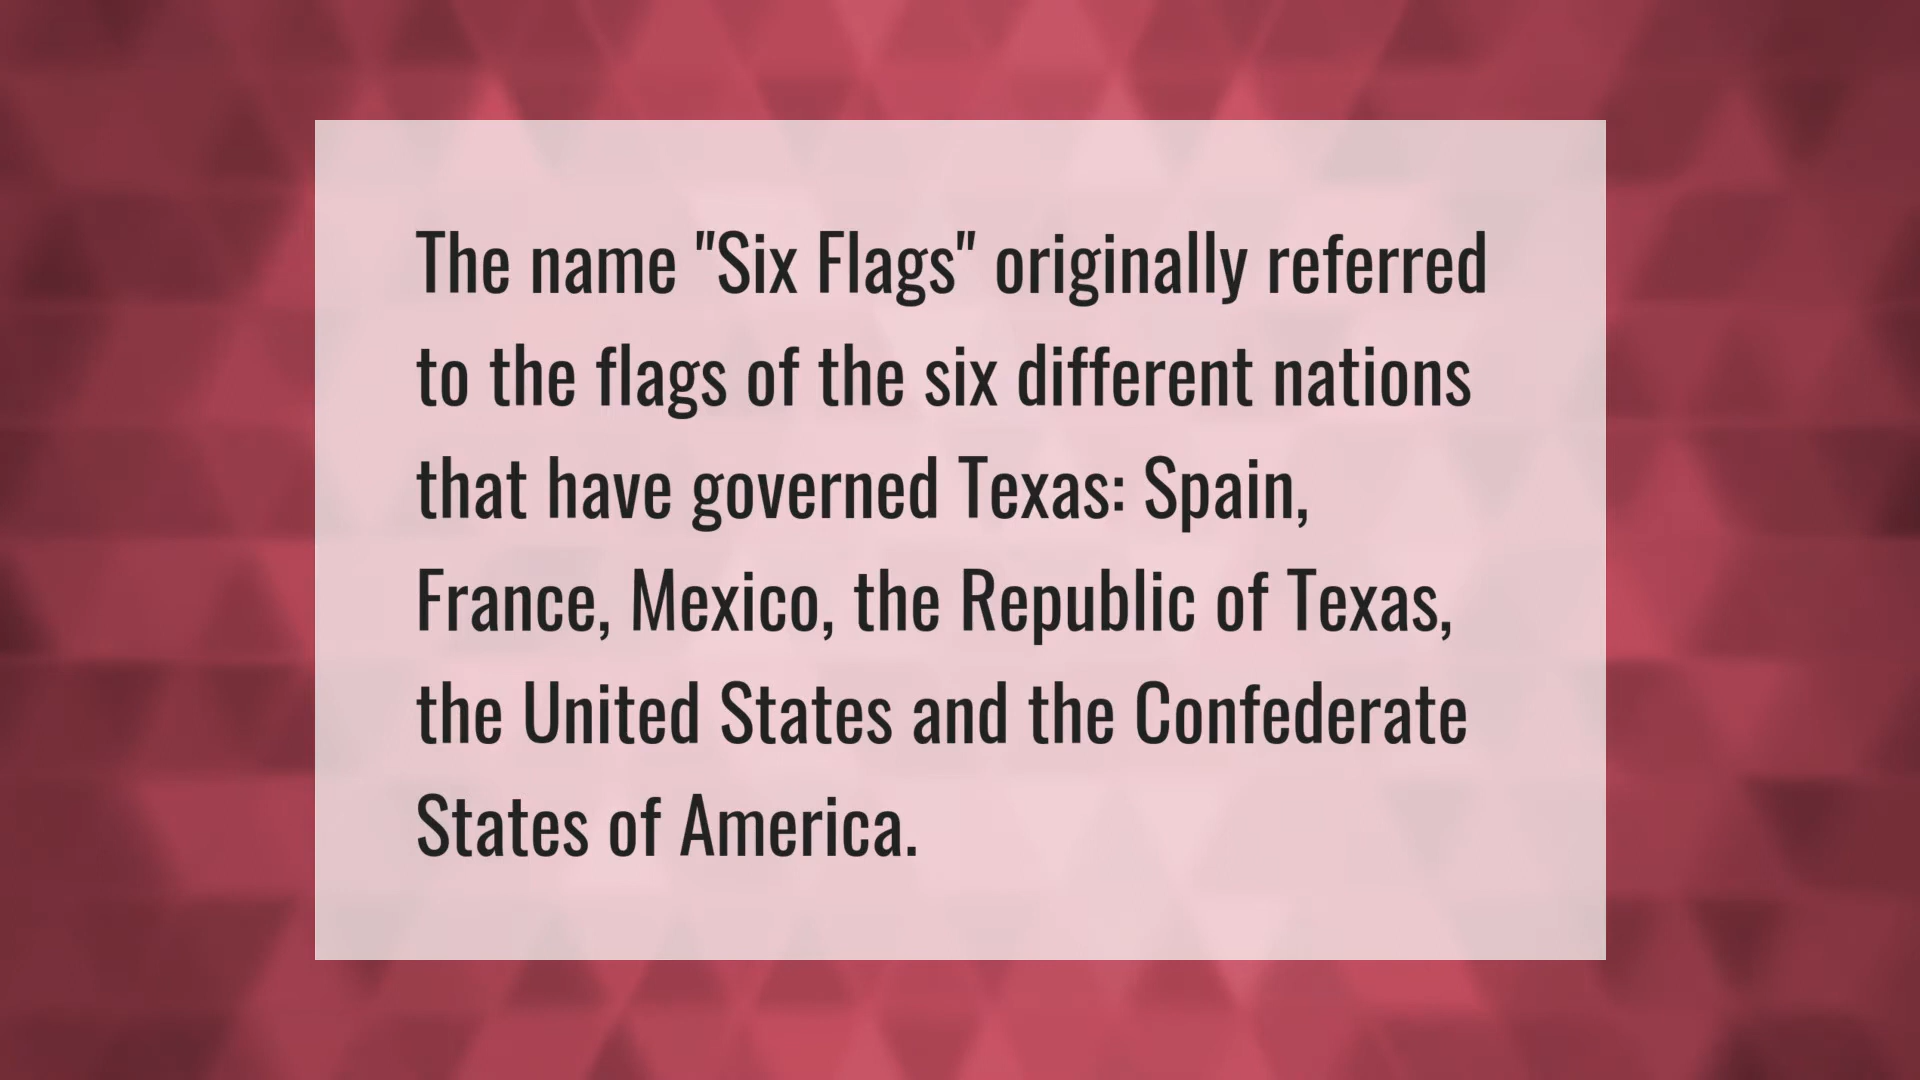 The name "Six Flags" originally referred
to the flags of the six different nations
that have governed Texas: Spain,
France, Mexico, the Republic of Texas,
the United States and the Confederate
States of America.